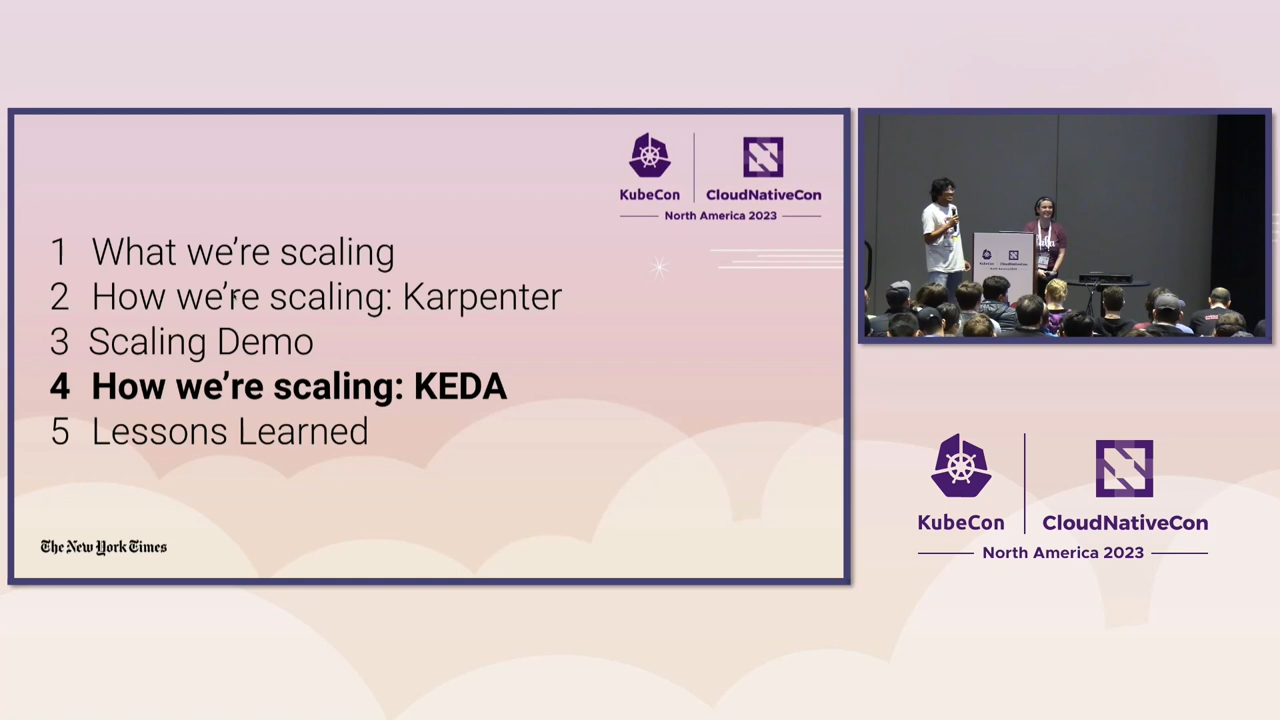 KubeCon
CloudNativeCon
North America 2023
1 What we're scaling
2 How we're scaling: Karpenter
3 Scaling Demo
4 How we're scaling: KEDA
5 Lessons Learned
The New York Times
KubeCon
CloudNativeCon
North America 2023